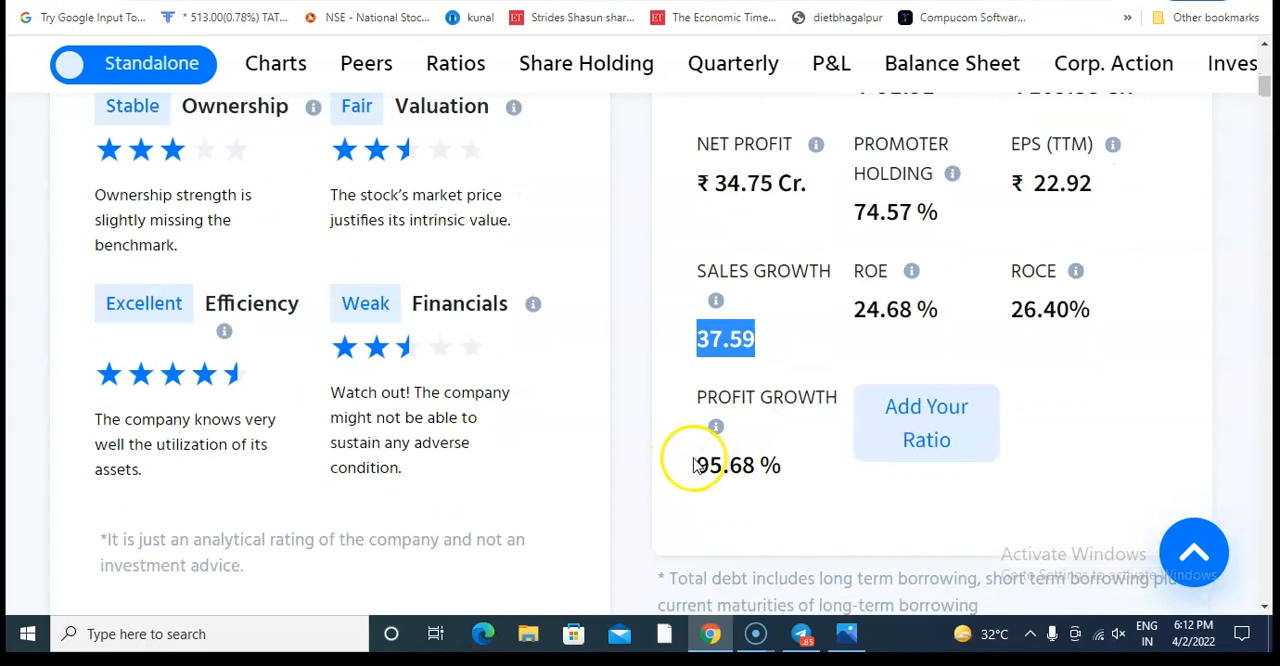 Try Google Input To...
* 513.00(0.78%) TAT...
NSE - National Stoc...
kunal
Strides Shasun shar...
The Economic Time...
dietbhagalpur
Compucom Softwar...
»
Other bookmarks
Standalone
Charts
Peers
Ratios
Share Holding
Quarterly
P&L
Balance Sheet
Corp. Action
Inves
Stable
Ownership
Fair
Valuation
Ownership strength is
slightly missing the
benchmark.
The stock's market price
justifies its intrinsic value.
Excellent
Efficiency
Weak
Financials
The company knows very
well the utilization of its
assets.
Watch out! The company
might not be able to
sustain any adverse
condition.
*It is just an analytical rating of the company and not an
investment advice.
NET PROFIT
₹ 34.75 Cr.
PROMOTER
HOLDING
74.57 %
EPS (TTM)
₹ 22.92
SALES GROWTH
37.59
ROE
24.68 %
ROCE
26.40%
PROFIT GROWTH
95.68 %
Add Your
Ratio
* Total debt includes long term borrowing, short term borrowing
current maturities of long-term borrowing
Activate Windows
Go to Settings to activate Windows.
Type here to search
85
32°C
ENG
IN
6:12 PM
4/2/2022